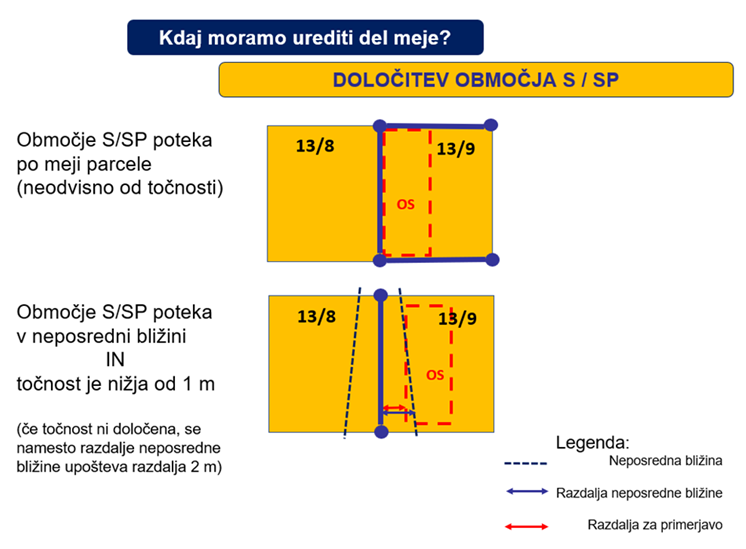 Kdaj moramo urediti del meje?
DOLOČITEV OBMOČJA S / SP
Območje S/SP poteka
po meji parcele
(neodvisno od točnosti)
13/8
13/9
OS
Območje S/SP poteka
v neposredni bližini
IN
točnost je nižja od 1 m
(če točnost ni določena, se
namesto razdalje neposredne
bližine upošteva razdalja 2 m)
13/8
13/9
OS
Legenda:
Neposredna bližina
Razdalja neposredne bližine
Razdalja za primerjavo